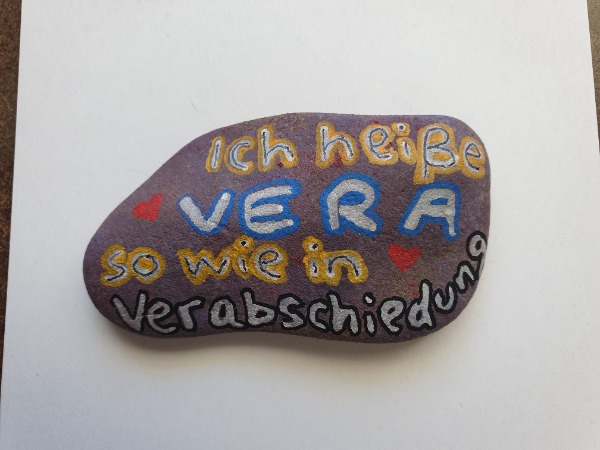 Ich heiße
VERA
so wie in
Verabschiedung